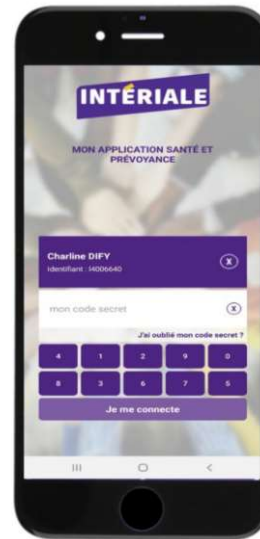 INTÉRIALE
MON APPLICATION SANTÉ ET
PRÉVOYANCE
Charline DIFY
Identifiant : I4006640
X
mon code secret
X
J'ai oublié mon code secret ?
4 1 2 9 0
8 3 6 7 5
Je me connecte